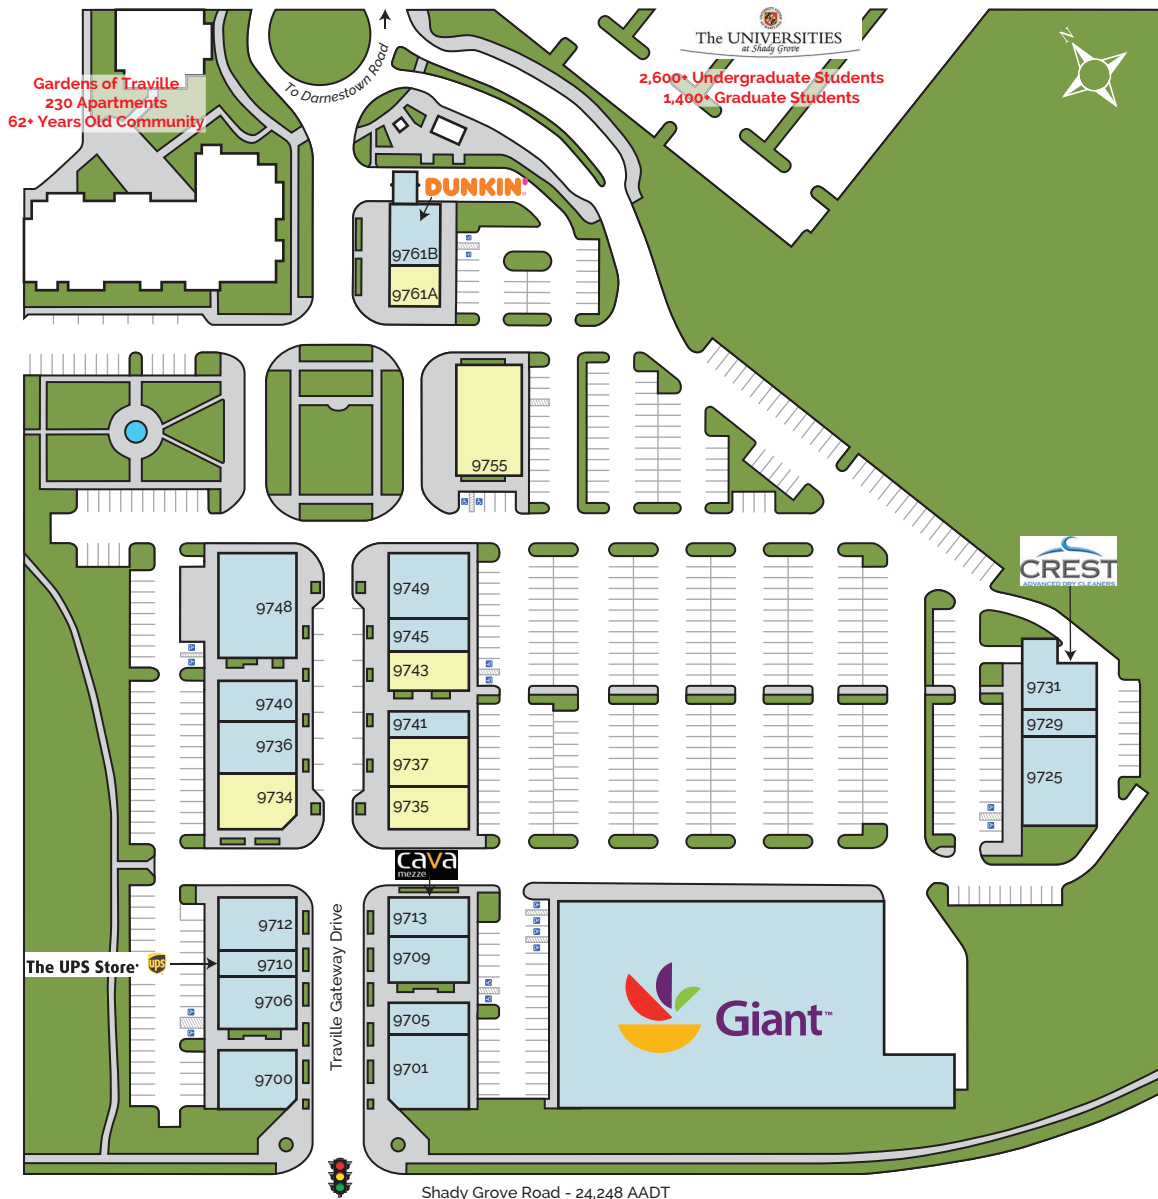 The UNIVERSITIES
at Shady Grove
2,600+ Undergraduate Students
1,400+ Graduate Students
N
Gardens of Traville
230 Apartments
62+ Years Old Community
To Darnestown Road
DUNKIN'
9761B
9761A
9755
CREST
ADVANCED DRY CLEANERS
9748
9749
9745
9743
9740
9736
9734
9741
9737
9735
9731
9729
9725
cava
mezze
9712
9710
9706
9700
The UPS Store
ups
Traville Gateway Drive
9713
9709
9705
9701
Giant™
Shady Grove Road - 24,248 AADT